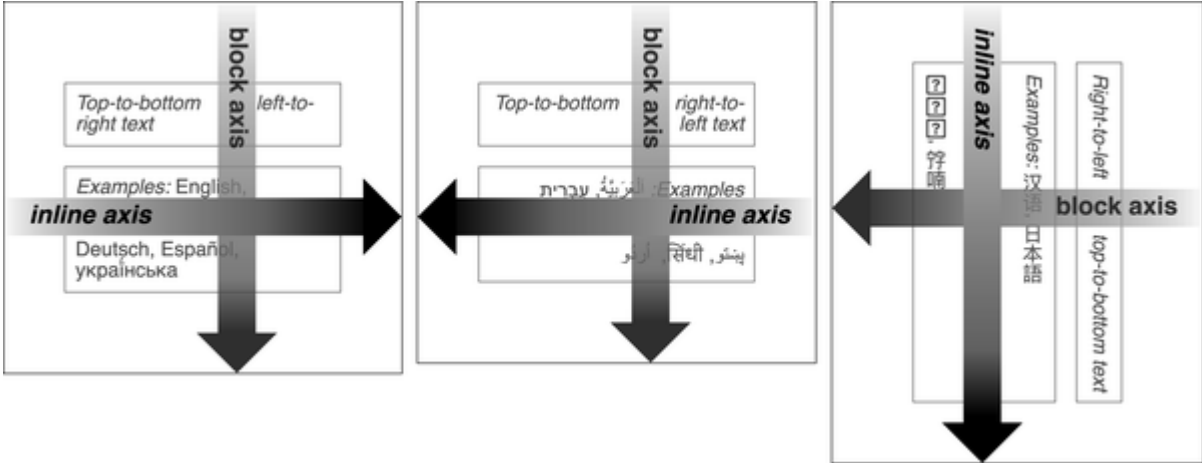 block axis
Top-to-bottom left-to-
right text
Examples: English,
inline axis
Deutsch, Español,
українська
block axis
Top-to-bottom right-to-
left text
Examples: العَرَبِيَّةُ, עִבְרִית
inline axis
پښتو, सिंधी, اُردُو
inline axis
Right-to-left top-to-bottom text
Examples: 汉语, 日本語
block axis